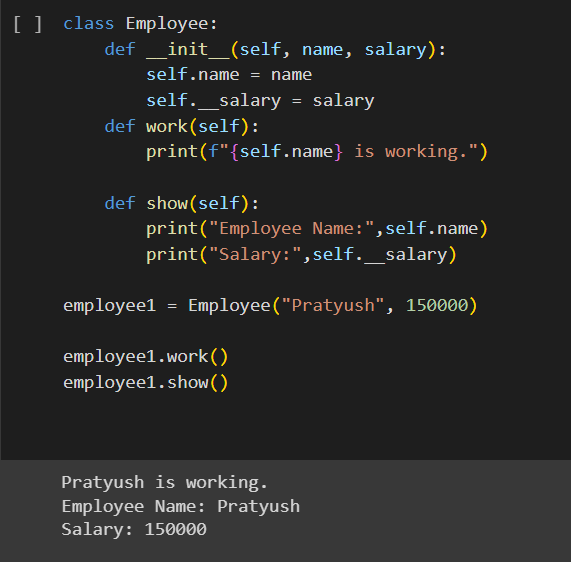 [ ] class Employee:
    def __init__(self, name, salary):
        self.name = name
        self.__salary = salary
    def work(self):
        print(f"{self.name} is working.")

    def show(self):
        print("Employee Name:",self.name)
        print("Salary:",self.__salary)

employee1 = Employee("Pratyush", 150000)

employee1.work()
employee1.show()

Pratyush is working.
Employee Name: Pratyush
Salary: 150000